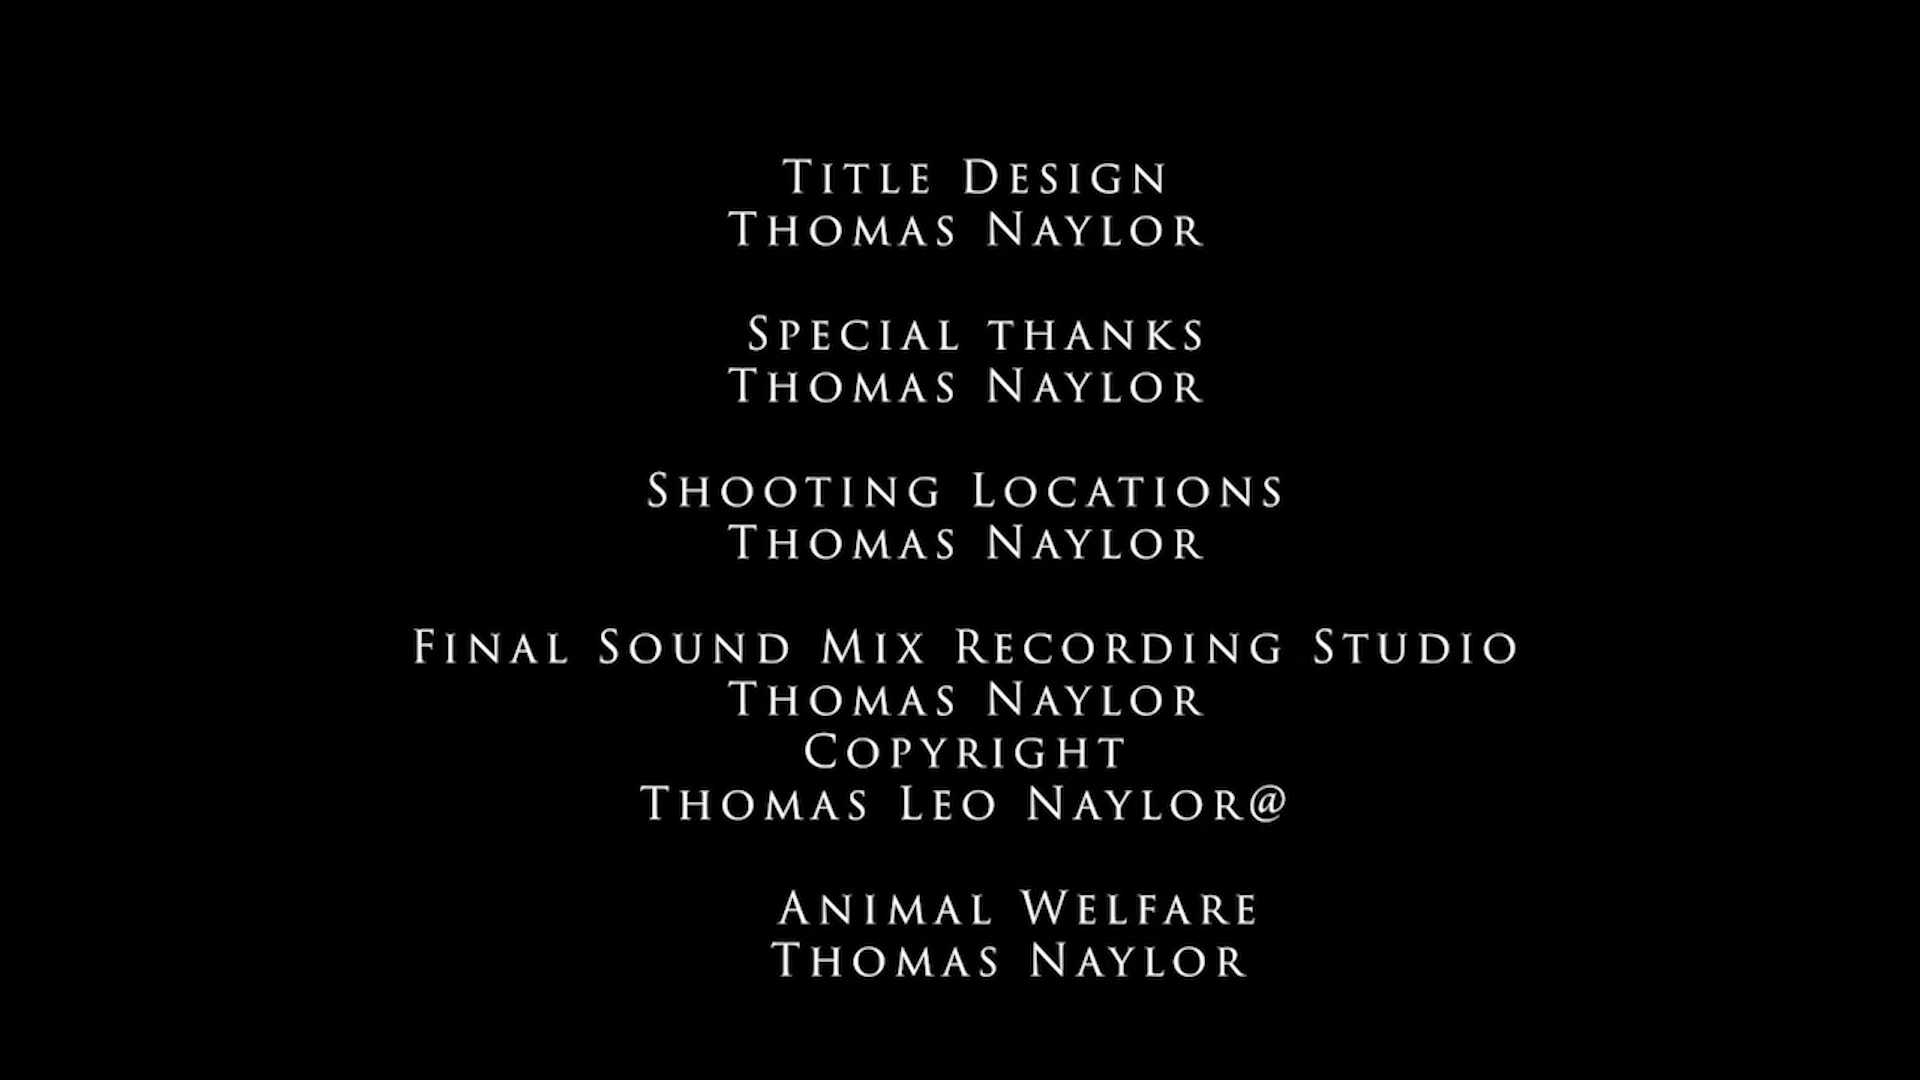 Title Design
Thomas Naylor
Special thanks
Thomas Naylor
Shooting Locations
Thomas Naylor
Final Sound Mix Recording Studio
Thomas Naylor
Copyright
Thomas Leo Naylor@
Animal Welfare
Thomas Naylor